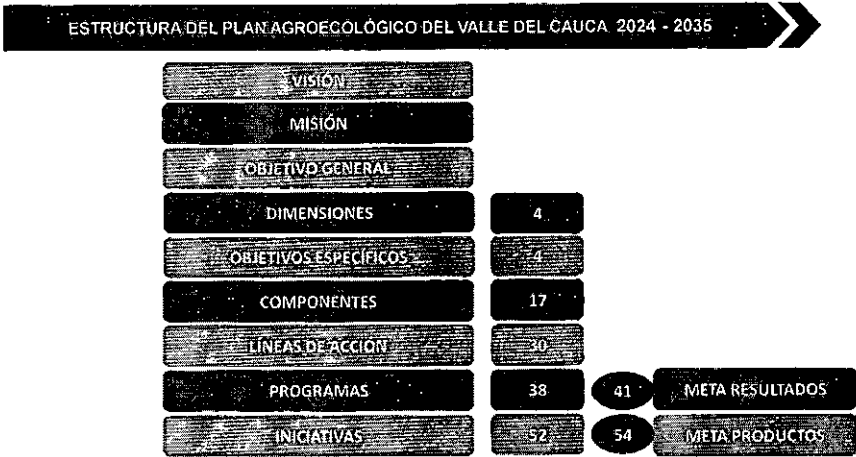 ESTRUCTURA DEL PLAN AGROECOLÓGICO DEL VALLE DEL CAUCA 2024 - 2035
VISIÓN
MISIÓN
OBJETIVO GENERAL
DIMENSIONES 4
OBJETIVOS ESPECÍFICOS 4
COMPONENTES 17
LÍNEAS DE ACCIÓN 30
PROGRAMAS 38 41 META RESULTADOS
INICIATIVAS 52 54 META PRODUCTOS